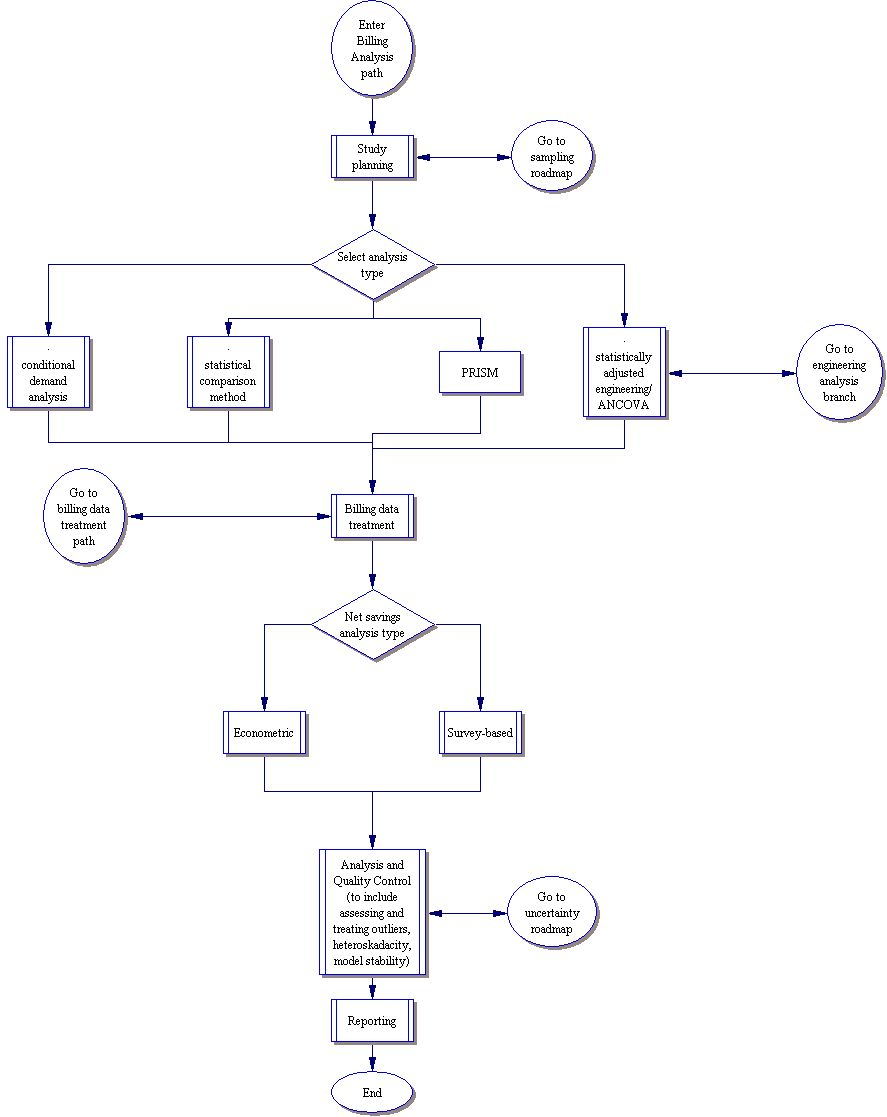 Enter
Billing
Analysis
path
Study
planning
Go to
sampling
roadmap
Select analysis
type
.
conditional
demand
analysis
.
statistical
comparison
method
PRISM
.
statistically
adjusted
engineering/
ANCOVA
Go to
engineering
analysis
branch
Go to
billing data
treatment
path
Billing data
treatment
Net savings
analysis type
Econometric
Survey-based
Analysis and
Quality Control
(to include
assessing and
treating outliers,
heteroskadacity,
model stability)
Go to
uncertainty
roadmap
Reporting
End